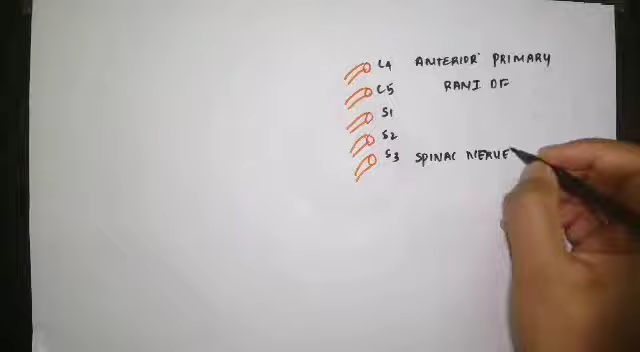 L4 ANTERIOR PRIMARY
L5 RAMI OF
S1
S2
S3 SPINAL NERVE